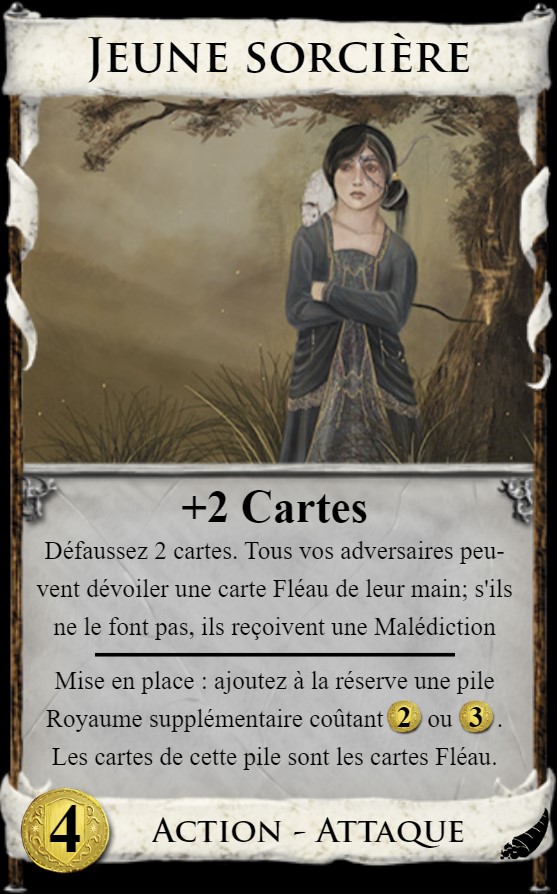 Jeune sorcière
+2 Cartes
Défaussez 2 cartes. Tous vos adversaires peu-
vent dévoiler une carte Fléau de leur main; s'ils
ne le font pas, ils reçoivent une Malédiction
Mise en place : ajoutez à la réserve une pile
Royaume supplémentaire coûtant 2 ou 3.
Les cartes de cette pile sont les cartes Fléau.
4 Action - Attaque